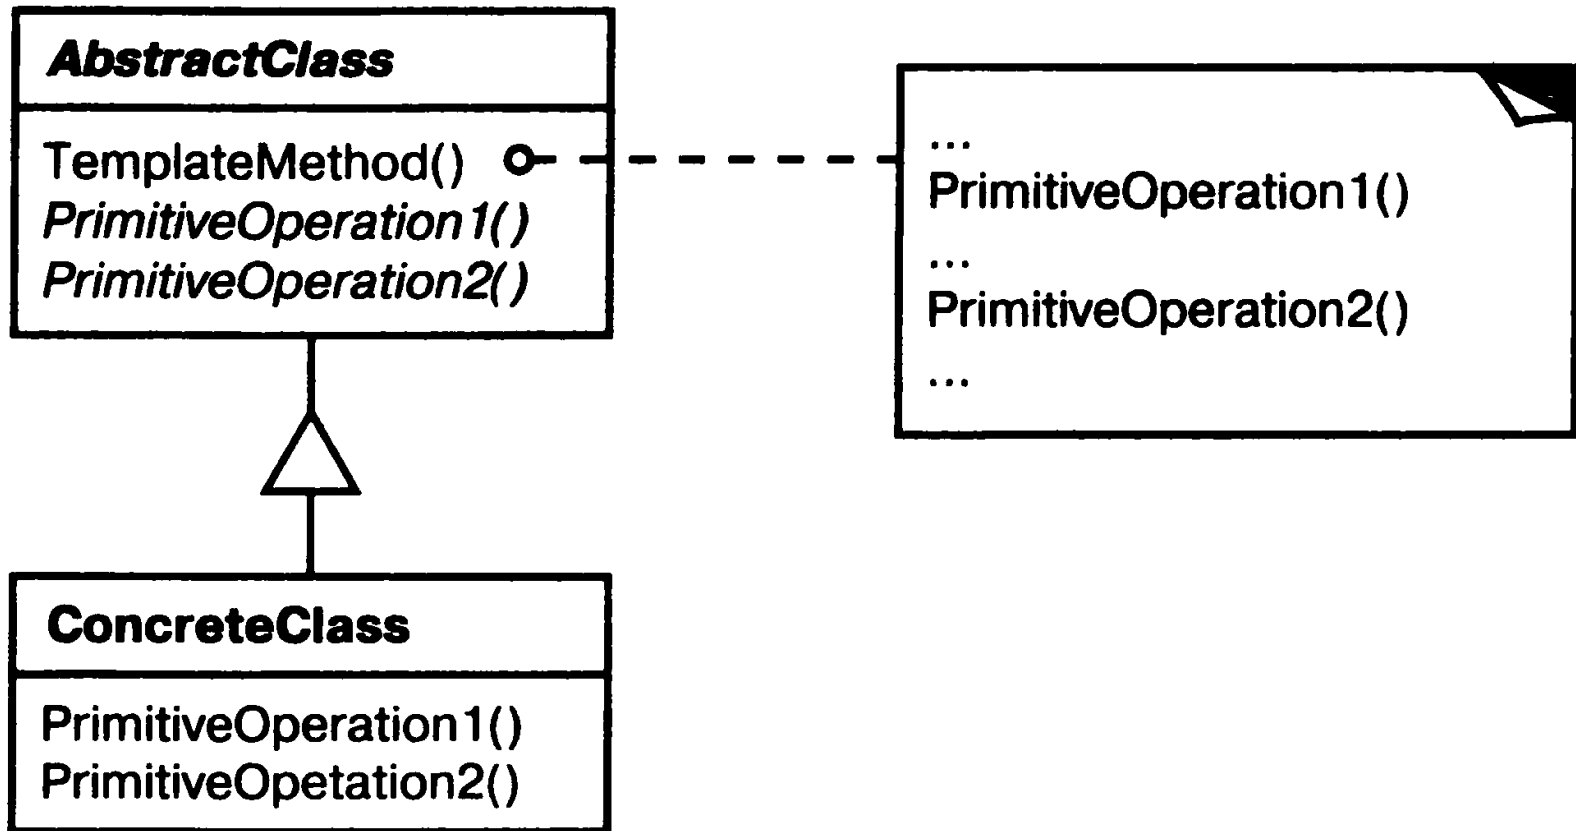 AbstractClass
TemplateMethod()
PrimitiveOperation1()
PrimitiveOperation2()
...
PrimitiveOperation1()
...
PrimitiveOperation2()
...
ConcreteClass
PrimitiveOperation1()
PrimitiveOpetation2()